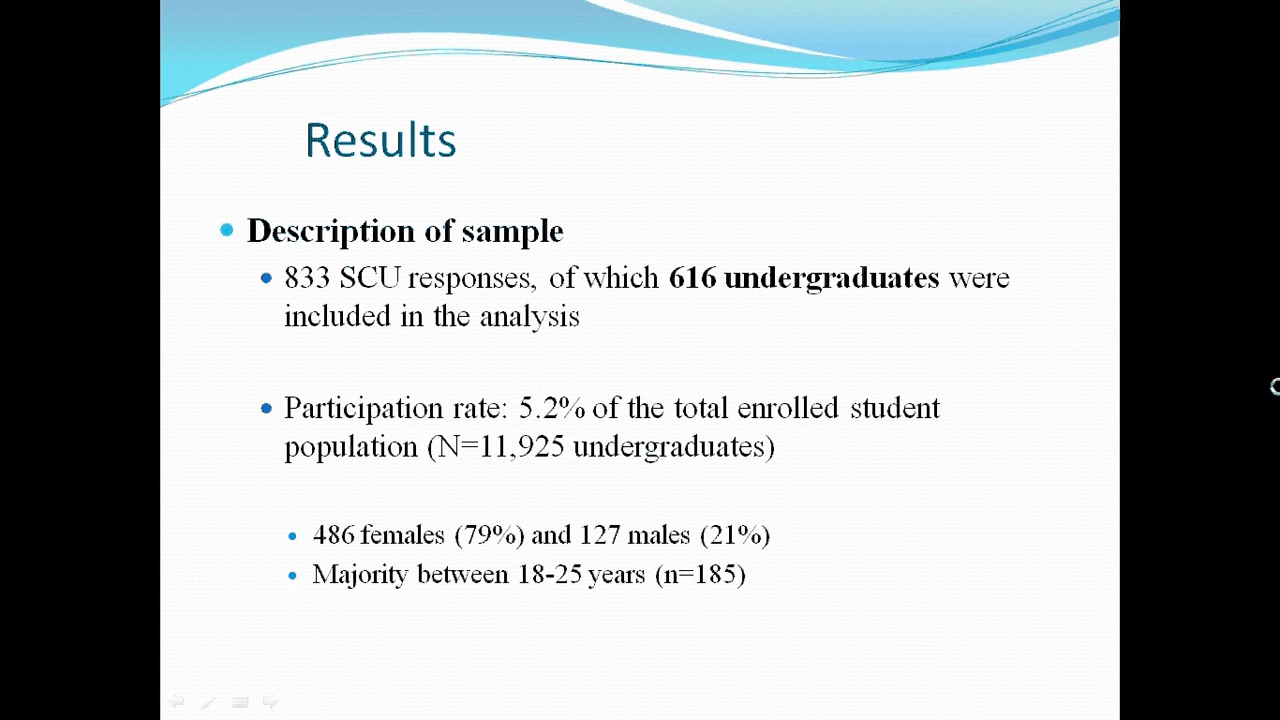 Results
Description of sample
833 SCU responses, of which 616 undergraduates were
included in the analysis
Participation rate: 5.2% of the total enrolled student
population (N=11,925 undergraduates)
486 females (79%) and 127 males (21%)
Majority between 18-25 years (n=185)